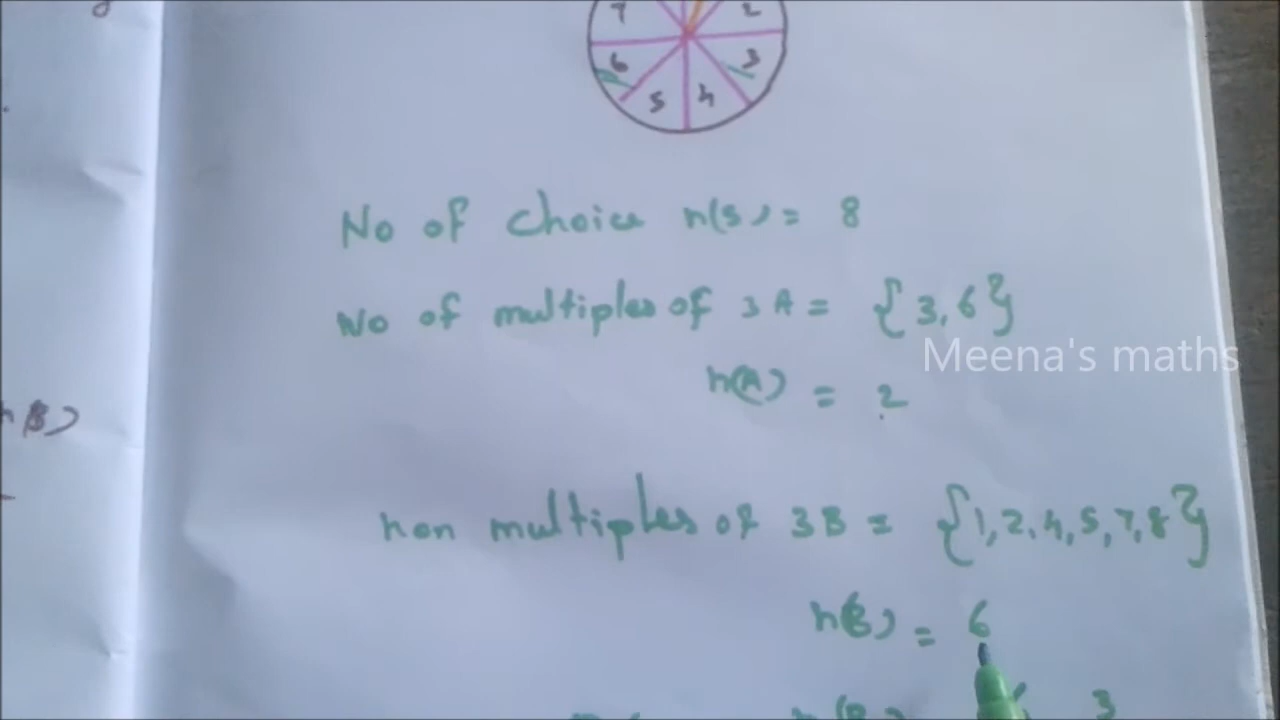 7 2
6 3
5 4
No of choice n(S) = 8
No of multiples of 3 A = {3, 6}
Meena's maths
n(A) = 2
n(B)
non multiples of 3 B = {1, 2, 4, 5, 7, 8}
n(B) = 6
3